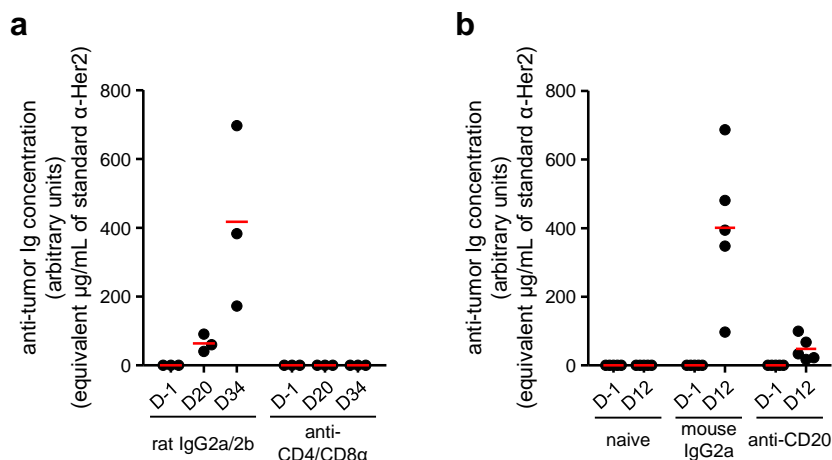 a
anti-tumor Ig concentration
(arbitrary units)
(equivalent µg/mL of standard α-Her2)
800
600
400
200
0
D-1
D20
D34
D-1
D20
D34
rat IgG2a/2b
anti-
CD4/CD8α
b
anti-tumor Ig concentration
(arbitrary units)
(equivalent µg/mL of standard α-Her2)
800
600
400
200
0
D-1
D12
D-1
D12
D-1
D12
naive
mouse
IgG2a
anti-CD20